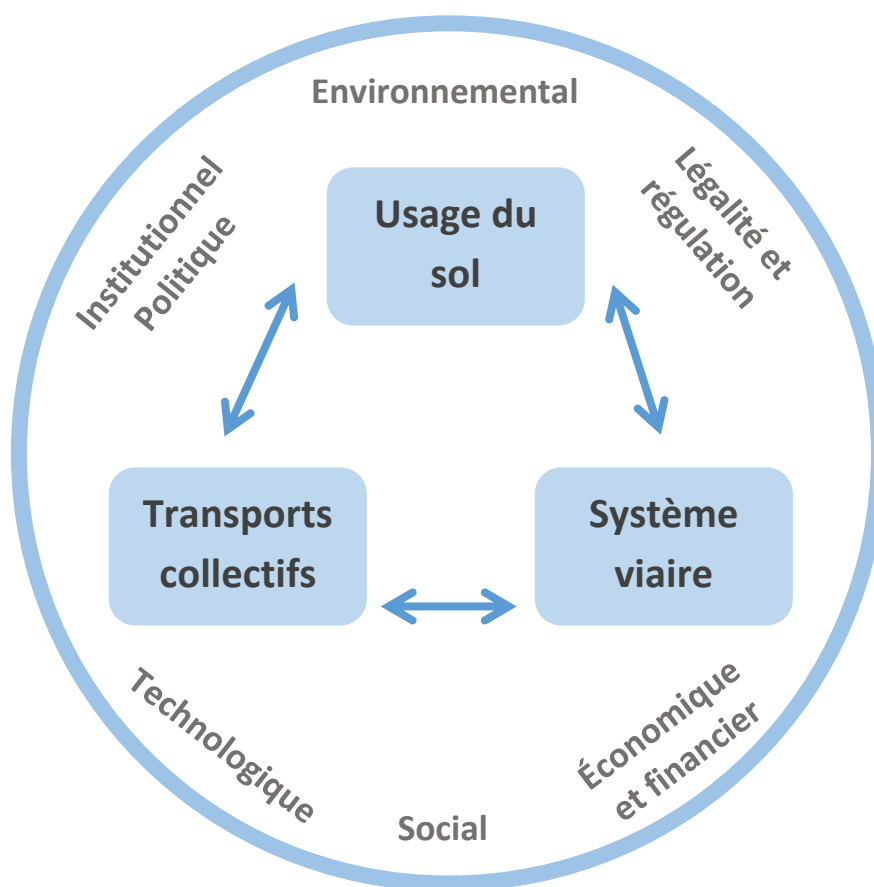 Environnemental
Institutionnel
Politique
Légalité et
régulation
Usage du
sol
Transports
collectifs
Système
viaire
Technologique
Social
Économique
et financier